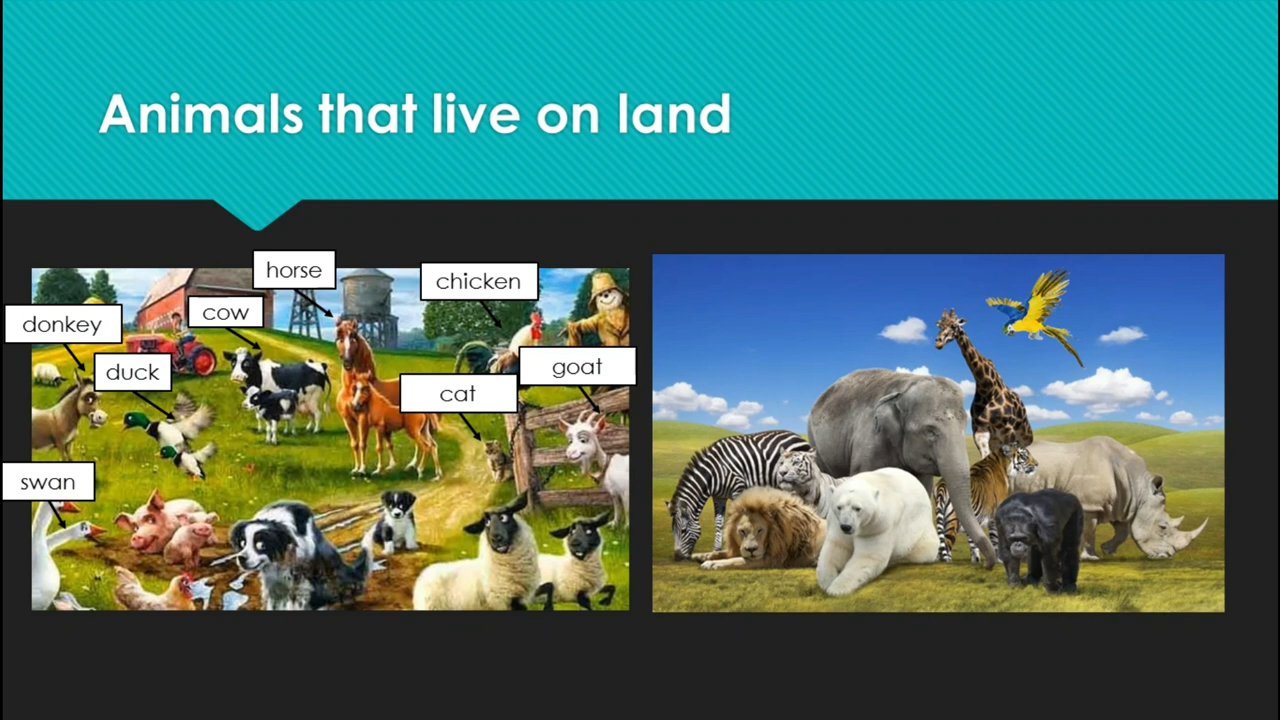 Animals that live on land
horse
chicken
cow
donkey
duck
goat
cat
swan